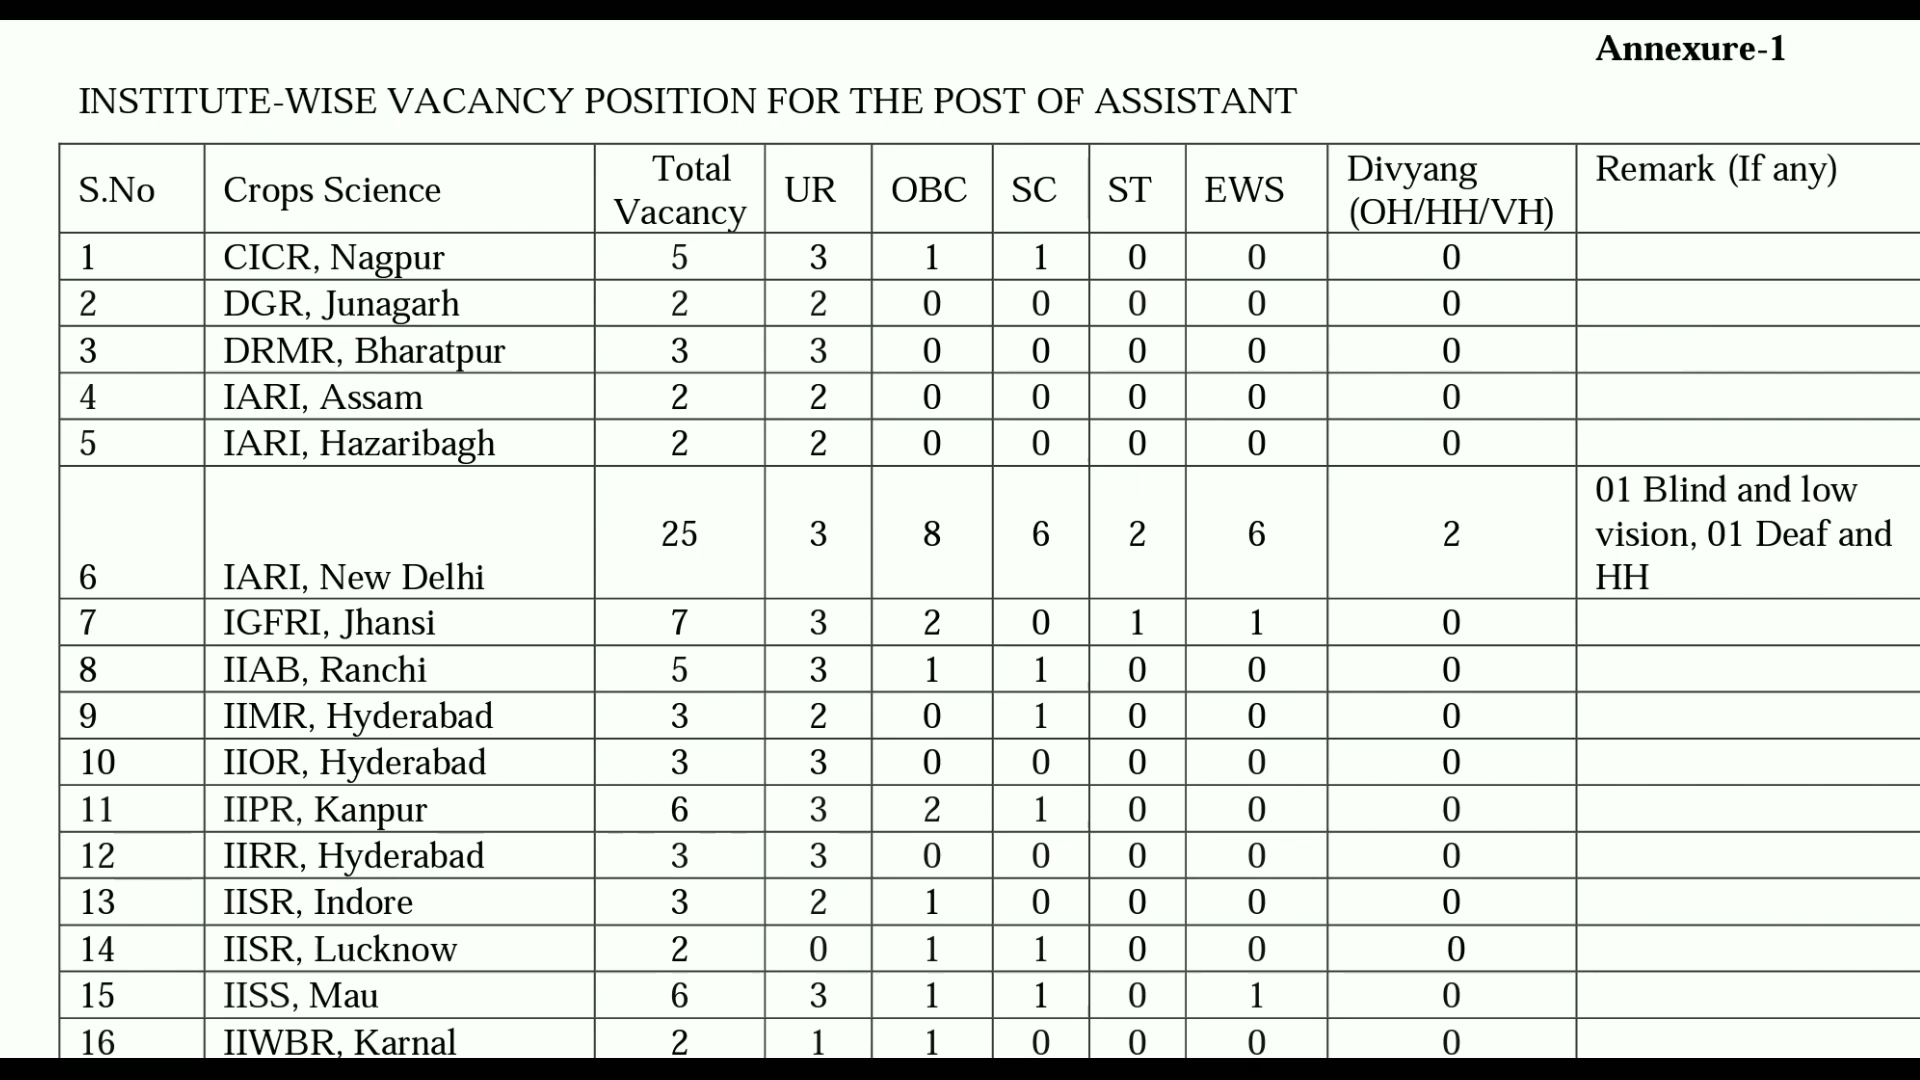 Annexure-1
INSTITUTE-WISE VACANCY POSITION FOR THE POST OF ASSISTANT
S.No Crops Science Total Vacancy UR OBC SC ST EWS Divyang (OH/HH/VH) Remark (If any)
1 CICR, Nagpur 5 3 1 1 0 0 0
2 DGR, Junagarh 2 2 0 0 0 0 0
3 DRMR, Bharatpur 3 3 0 0 0 0 0
4 IARI, Assam 2 2 0 0 0 0 0
5 IARI, Hazaribagh 2 2 0 0 0 0 0
6 IARI, New Delhi 25 3 8 6 2 6 2 01 Blind and low vision, 01 Deaf and HH
7 IGFRI, Jhansi 7 3 2 0 1 1 0
8 IIAB, Ranchi 5 3 1 1 0 0 0
9 IIMR, Hyderabad 3 2 0 1 0 0 0
10 IIOR, Hyderabad 3 3 0 0 0 0 0
11 IIPR, Kanpur 6 3 2 1 0 0 0
12 IIRR, Hyderabad 3 3 0 0 0 0 0
13 IISR, Indore 3 2 1 0 0 0 0
14 IISR, Lucknow 2 0 1 1 0 0 0
15 IISS, Mau 6 3 1 1 0 1 0
16 IIWBR, Karnal 2 1 1 0 0 0 0